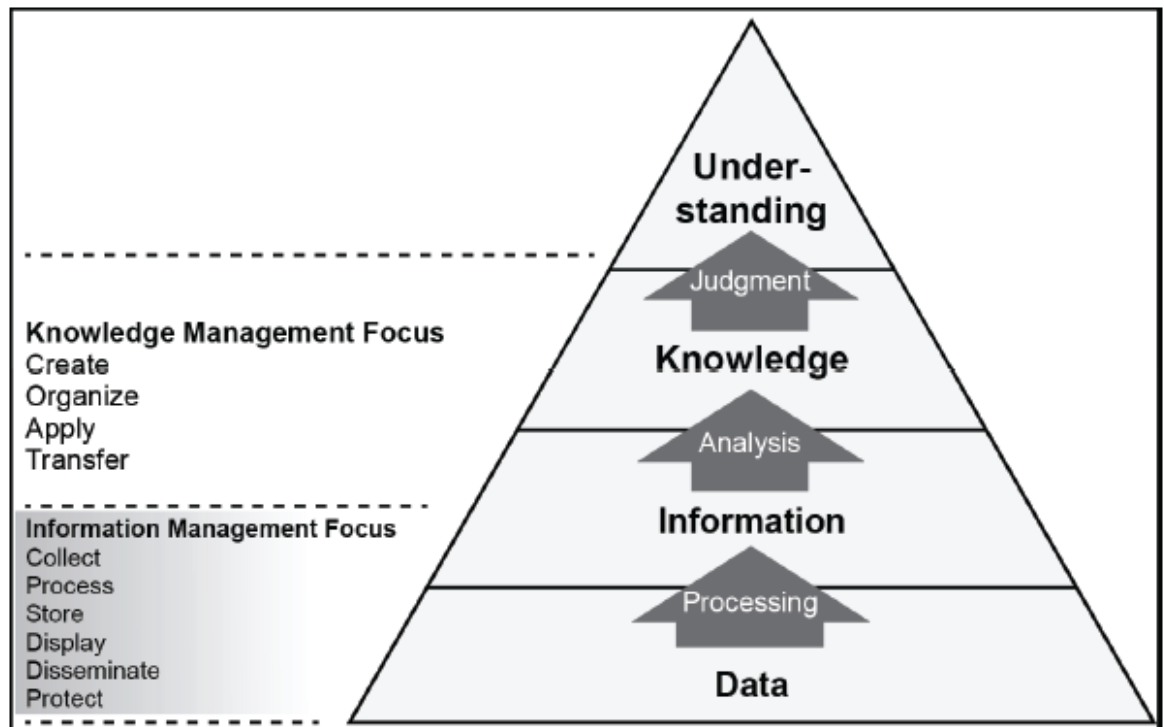 Under-
standing
Judgment
Knowledge Management Focus
Create
Organize
Apply
Transfer
Knowledge
Analysis
Information Management Focus
Collect
Process
Store
Display
Disseminate
Protect
Information
Processing
Data